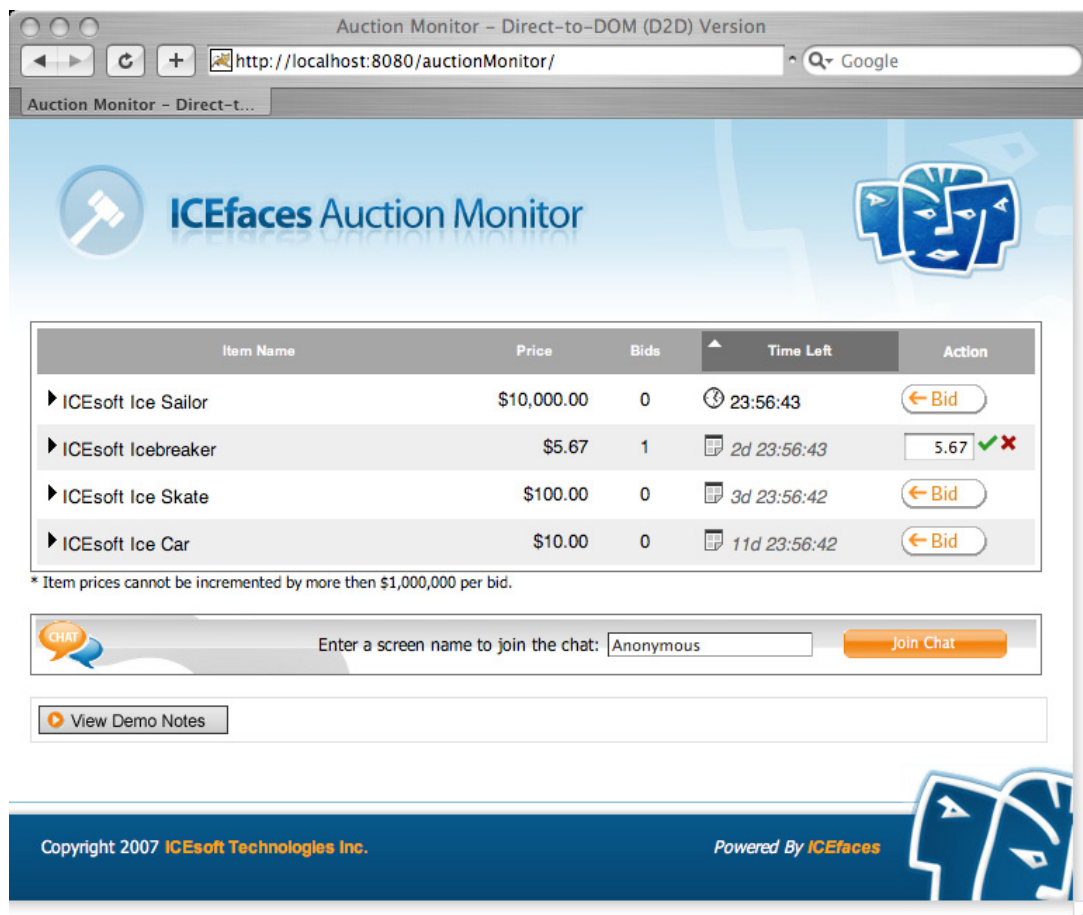 Auction Monitor – Direct-to-DOM (D2D) Version
http://localhost:8080/auctionMonitor/ Google
Auction Monitor – Direct-t...
ICEfaces Auction Monitor
Item Name Price Bids Time Left Action
ICEsoft Ice Sailor $10,000.00 0 23:56:43 Bid
ICEsoft Icebreaker $5.67 1 2d 23:56:43 5.67
ICEsoft Ice Skate $100.00 0 3d 23:56:42 Bid
ICEsoft Ice Car $10.00 0 11d 23:56:42 Bid
* Item prices cannot be incremented by more then $1,000,000 per bid.
CHAT Enter a screen name to join the chat: Anonymous Join Chat
View Demo Notes
Copyright 2007 ICEsoft Technologies Inc. Powered By ICEfaces